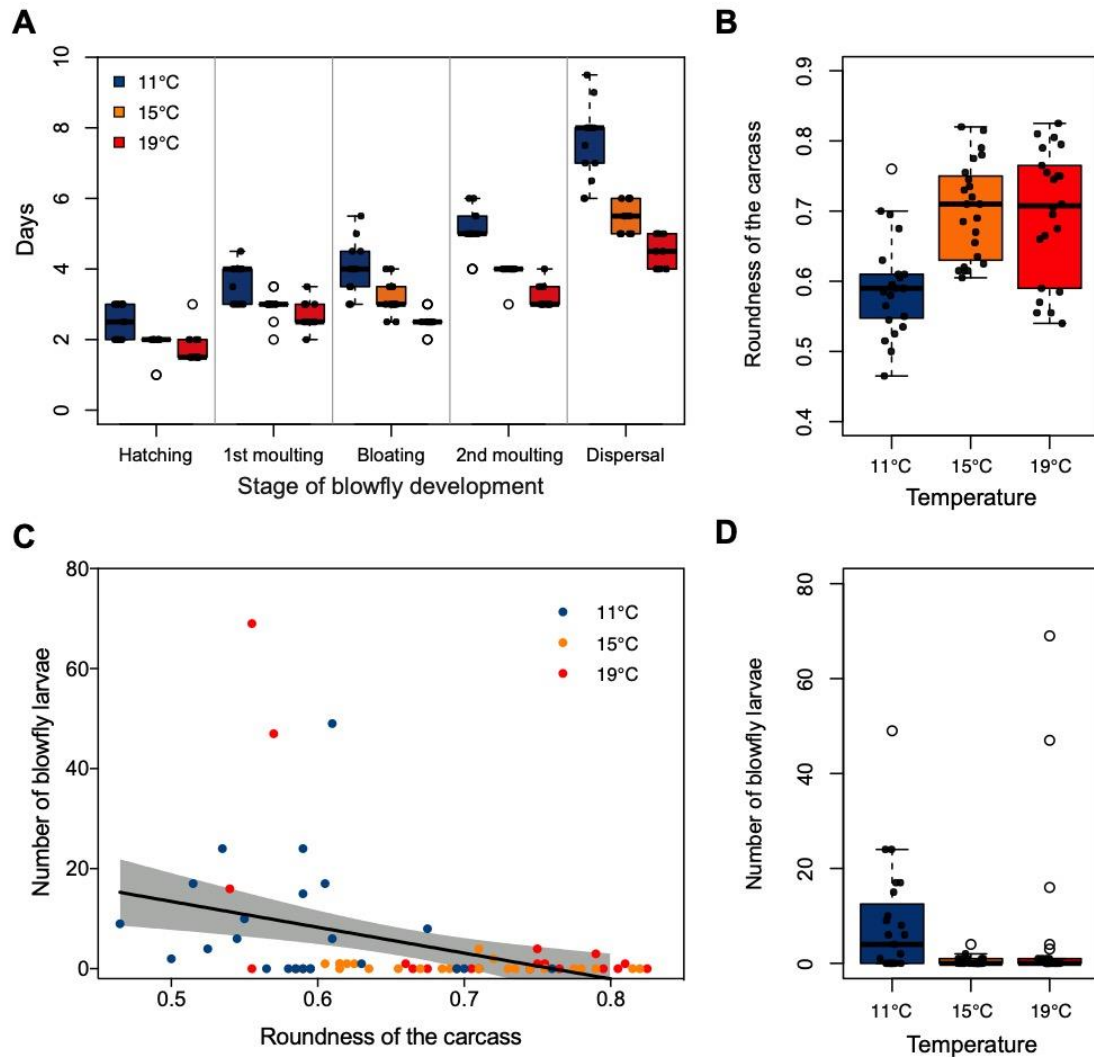 A
10
8
6
4
2
0
Days
11°C
15°C
19°C
Hatching
1st moulting
Bloating
2nd moulting
Dispersal
Stage of blowfly development
B
0.9
0.8
0.7
0.6
0.5
0.4
Roundness of the carcass
11°C
15°C
19°C
Temperature
C
80
60
40
20
0
Number of blowfly larvae
11°C
15°C
19°C
0.5
0.6
0.7
0.8
Roundness of the carcass
D
80
60
40
20
0
Number of blowfly larvae
11°C
15°C
19°C
Temperature